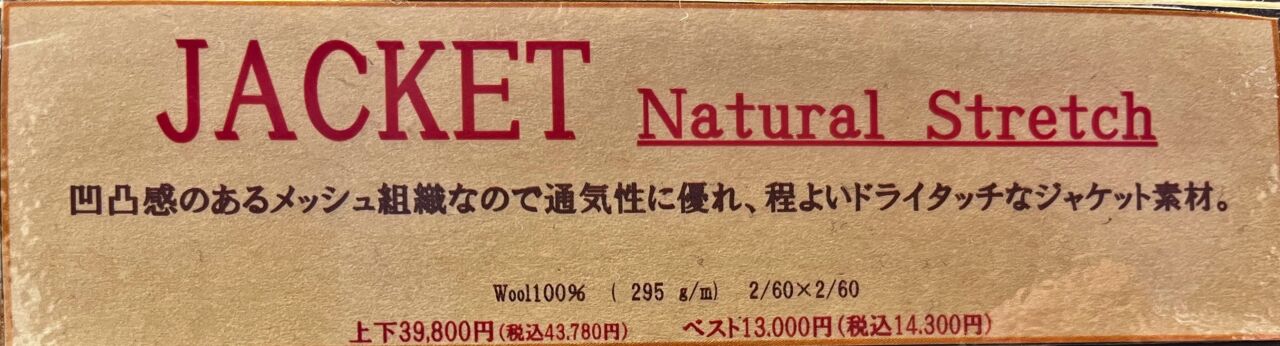 JACKET Natural Stretch
凹凸感のあるメッシュ組織なので通気性に優れ、程よいドライタッチなジャケット素材。
Wool100% ( 295 g/m) 2/60×2/60
上下39,800円(税込43,780円) ベスト13,000円(税込14,300円)